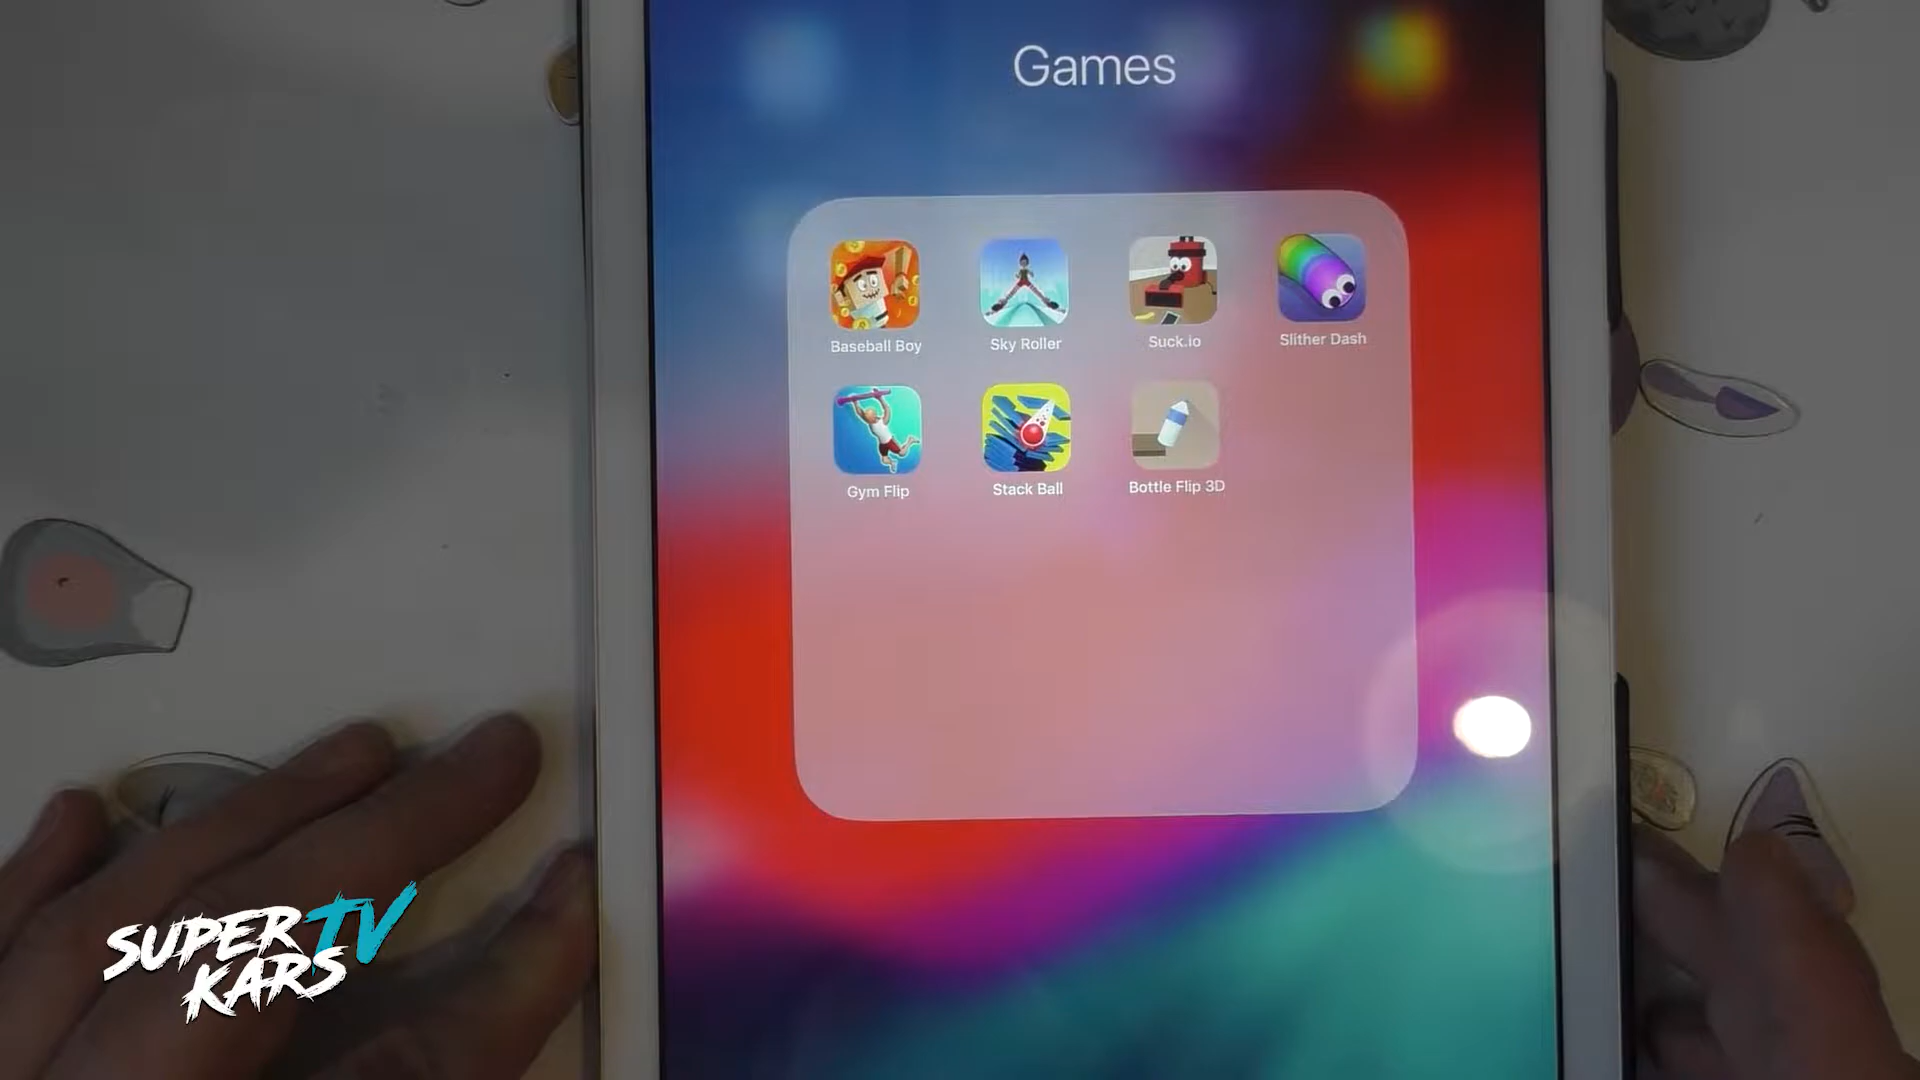 Games
Baseball Boy
Sky Roller
Suck.io
Slither Dash
Gym Flip
Stack Ball
Bottle Flip 3D
SUPER TV
KARS